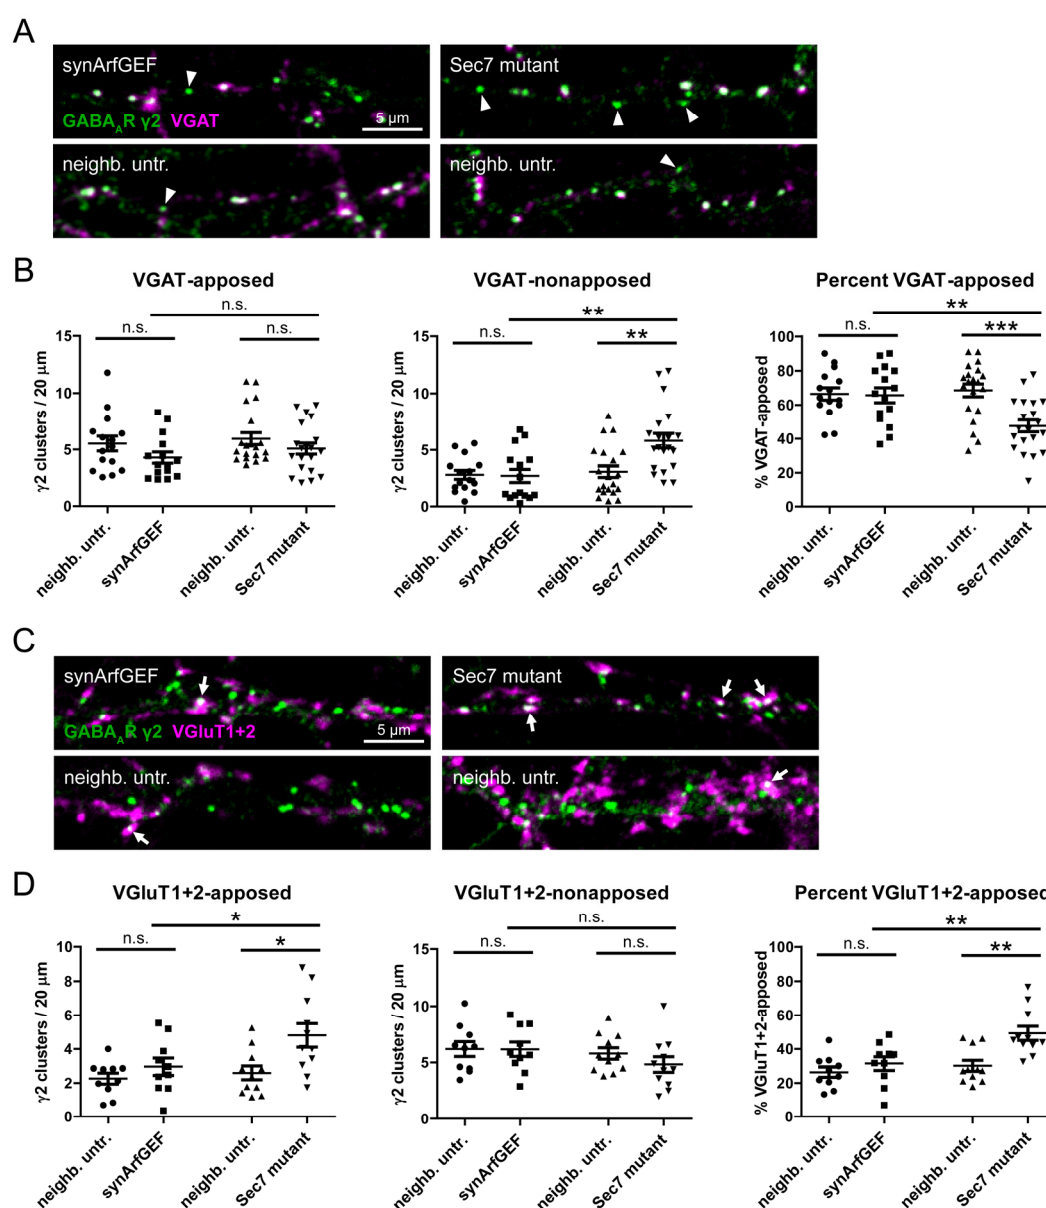 A
synArfGEF
GABA_AR γ2 VGAT
5 μm
Sec7 mutant
neighb. untr.
neighb. untr.
B
VGAT-apposed
VGAT-nonapposed
Percent VGAT-apposed
n.s.
n.s.
n.s.
γ2 clusters / 20 μm
15
10
5
0
neighb. untr.
synArfGEF
neighb. untr.
Sec7 mutant
**
n.s.
**
γ2 clusters / 20 μm
15
10
5
0
neighb. untr.
synArfGEF
neighb. untr.
Sec7 mutant
**
n.s.
***
% VGAT-apposed
100
80
60
40
20
0
neighb. untr.
synArfGEF
neighb. untr.
Sec7 mutant
C
synArfGEF
GABA_AR γ2 VGluT1+2
5 μm
Sec7 mutant
neighb. untr.
neighb. untr.
D
VGluT1+2-apposed
VGluT1+2-nonapposed
Percent VGluT1+2-apposed
*
n.s.
*
γ2 clusters / 20 μm
10
8
6
4
2
0
neighb. untr.
synArfGEF
neighb. untr.
Sec7 mutant
n.s.
n.s.
n.s.
γ2 clusters / 20 μm
15
10
5
0
neighb. untr.
synArfGEF
neighb. untr.
Sec7 mutant
**
n.s.
**
% VGluT1+2-apposed
100
80
60
40
20
0
neighb. untr.
synArfGEF
neighb. untr.
Sec7 mutant